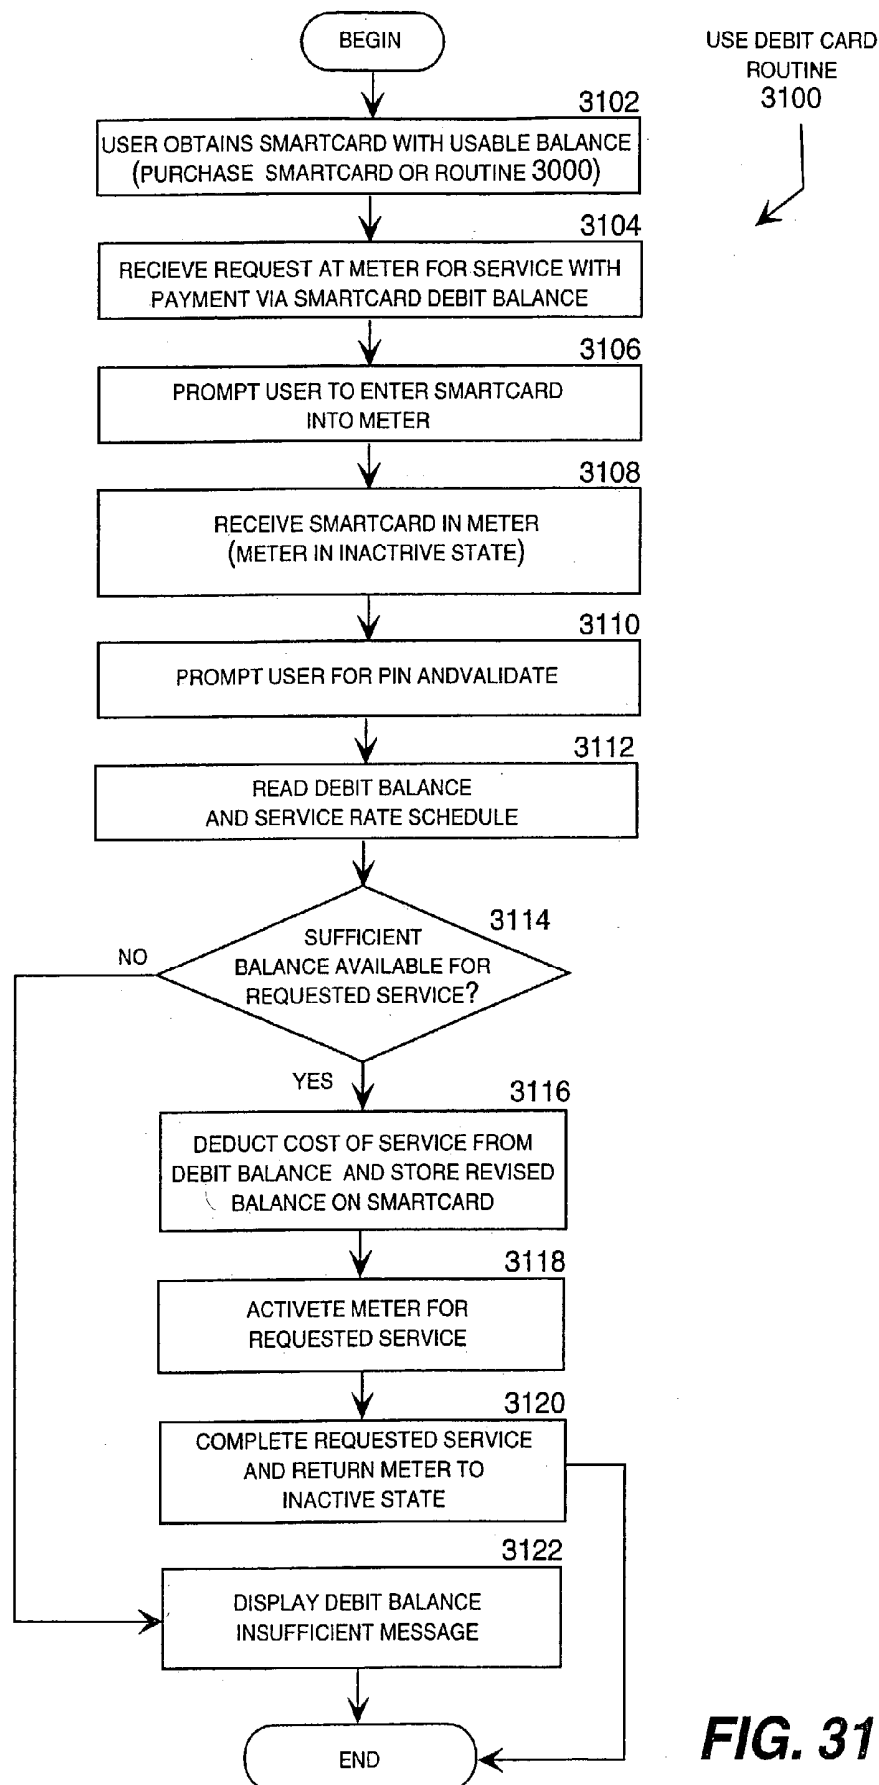 BEGIN
USE DEBIT CARD
ROUTINE
3100
3102
USER OBTAINS SMARTCARD WITH USABLE BALANCE
(PURCHASE SMARTCARD OR ROUTINE 3000)
3104
RECIEVE REQUEST AT METER FOR SERVICE WITH
PAYMENT VIA SMARTCARD DEBIT BALANCE
3106
PROMPT USER TO ENTER SMARTCARD
INTO METER
3108
RECEIVE SMARTCARD IN METER
(METER IN INACTRIVE STATE)
3110
PROMPT USER FOR PIN ANDVALIDATE
3112
READ DEBIT BALANCE
AND SERVICE RATE SCHEDULE
3114
SUFFICIENT
BALANCE AVAILABLE FOR
REQUESTED SERVICE?
NO
YES
3116
DEDUCT COST OF SERVICE FROM
DEBIT BALANCE AND STORE REVISED
BALANCE ON SMARTCARD
3118
ACTIVETE METER FOR
REQUESTED SERVICE
3120
COMPLETE REQUESTED SERVICE
AND RETURN METER TO
INACTIVE STATE
3122
DISPLAY DEBIT BALANCE
INSUFFICIENT MESSAGE
END
FIG. 31